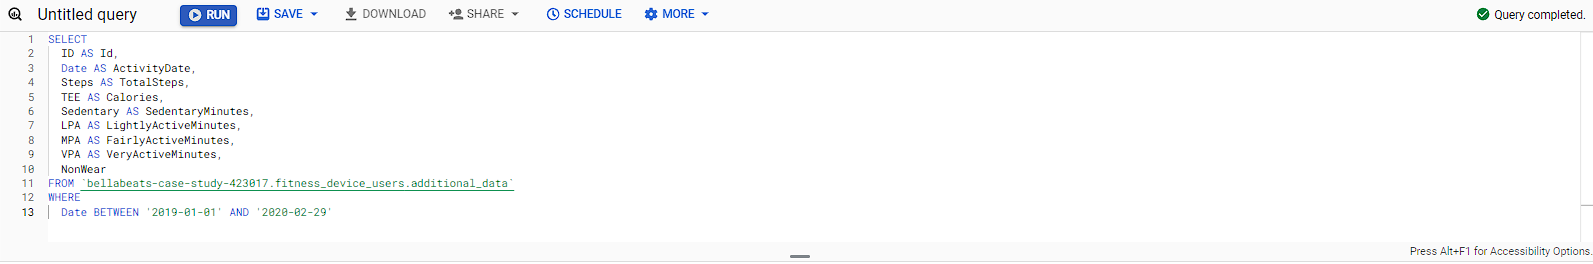 Untitled query RUN SAVE DOWNLOAD SHARE SCHEDULE MORE Query completed.
1 SELECT
2 ID AS Id,
3 Date AS ActivityDate,
4 Steps AS TotalSteps,
5 TEE AS Calories,
6 Sedentary AS SedentaryMinutes,
7 LPA AS LightlyActiveMinutes,
8 MPA AS FairlyActiveMinutes,
9 VPA AS VeryActiveMinutes,
10 NonWear
11 FROM `bellabeats-case-study-423017.fitness_device_users.additional_data`
12 WHERE
13 Date BETWEEN '2019-01-01' AND '2020-02-29'
Press Alt+F1 for Accessibility Options.